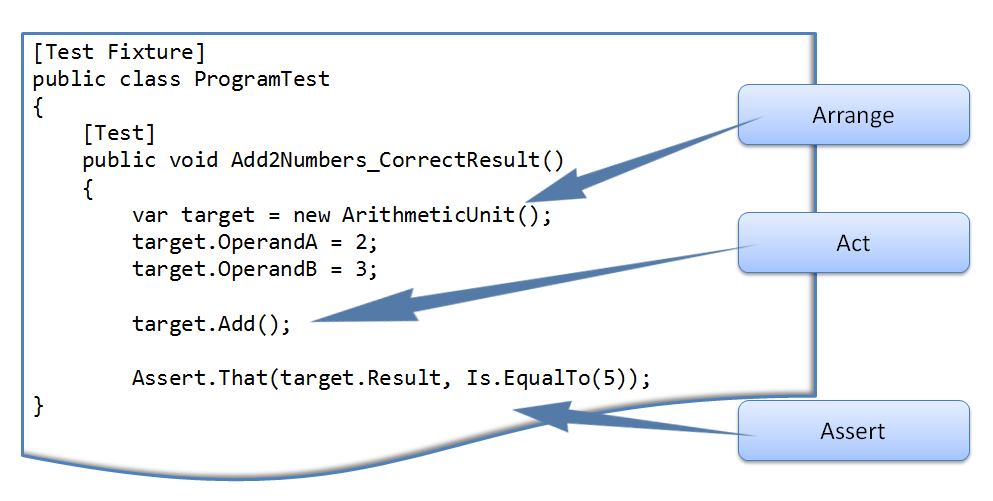 [Test Fixture]
public class ProgramTest
{
    [Test]
    public void Add2Numbers_CorrectResult()
    {
        var target = new ArithmeticUnit();
        target.OperandA = 2;
        target.OperandB = 3;
        target.Add();
        Assert.That(target.Result, Is.EqualTo(5));
}
Arrange
Act
Assert